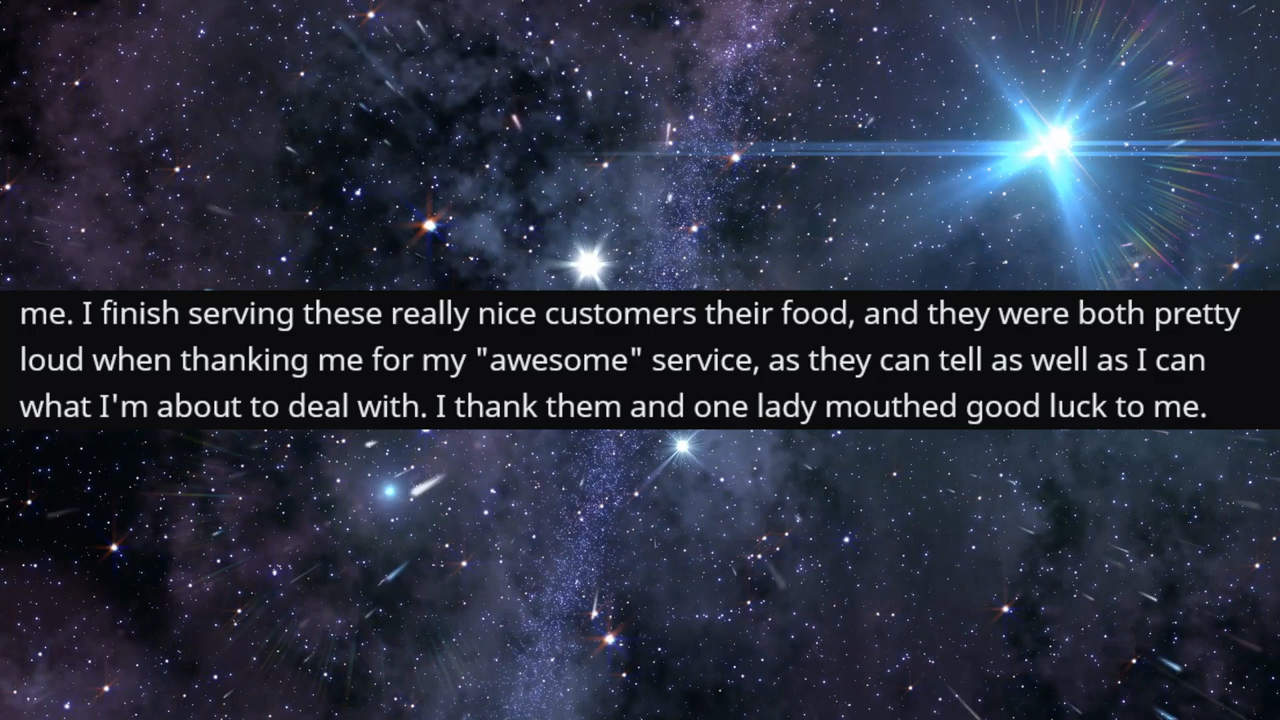 me. I finish serving these really nice customers their food, and they were both pretty
loud when thanking me for my "awesome" service, as they can tell as well as I can
what I'm about to deal with. I thank them and one lady mouthed good luck to me.